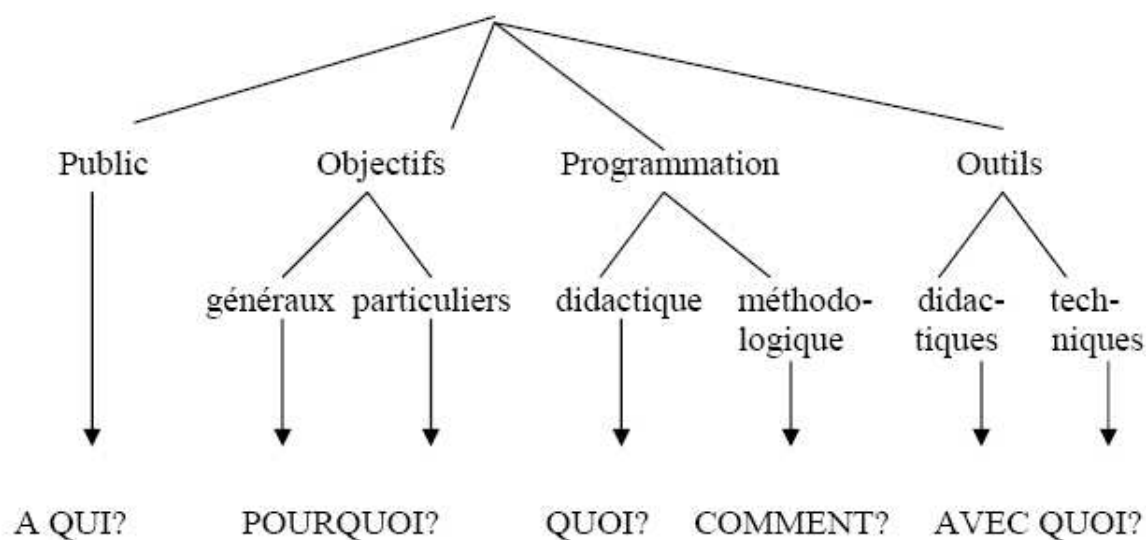 Public Objectifs Programmation Outils
généraux particuliers didactique méthodo- didac- tech-
logique tiques niques
A QUI? POURQUOI? QUOI? COMMENT? AVEC QUOI?